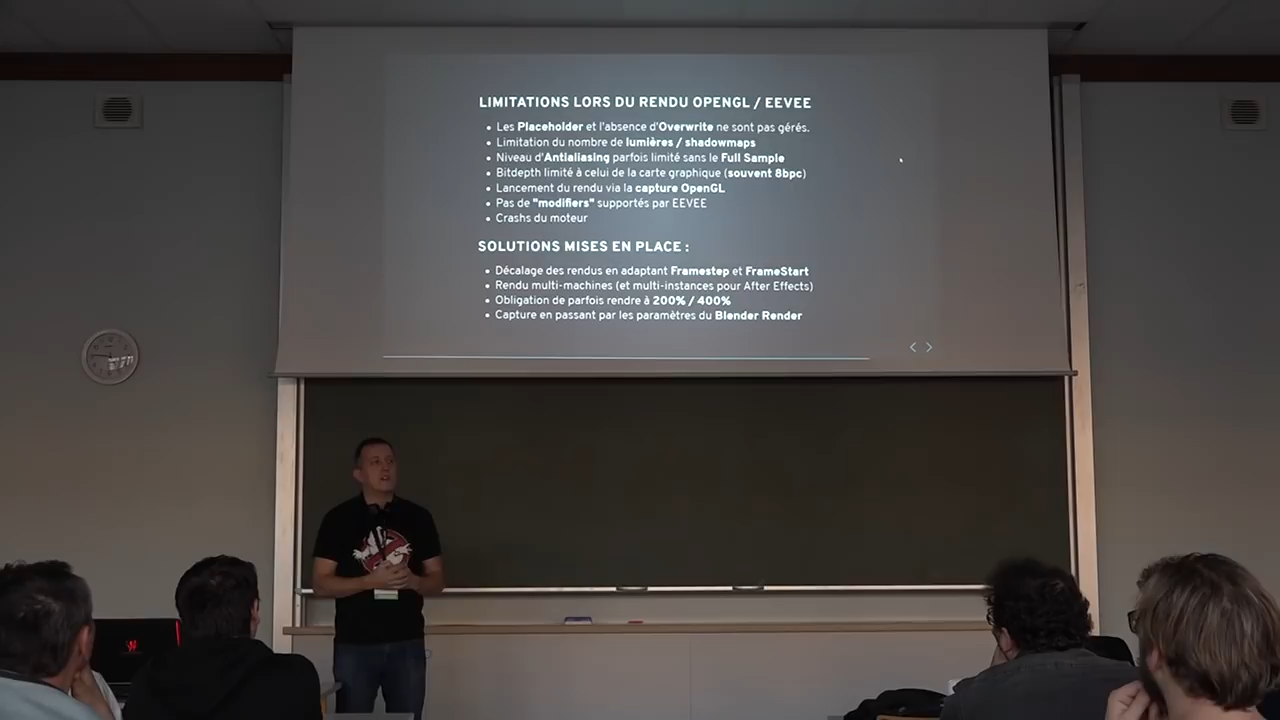 LIMITATIONS LORS DU RENDU OPENGL / EEVEE
• Les Placeholder et l'absence d'Overwrite ne sont pas gérés.
• Limitation du nombre de lumières / shadowmaps
• Niveau d'Antialiasing parfois limité sans le Full Sample
• Bitdepth limité à celui de la carte graphique (souvent 8bpc)
• Lancement du rendu via la capture OpenGL
• Pas de "modifiers" supportés par EEVEE
• Crashs du moteur
SOLUTIONS MISES EN PLACE :
• Décalage des rendus en adaptant Framestep et FrameStart
• Rendu multi-machines (et multi-instances pour After Effects)
• Obligation de parfois rendre à 200% / 400%
• Capture en passant par les paramètres du Blender Render